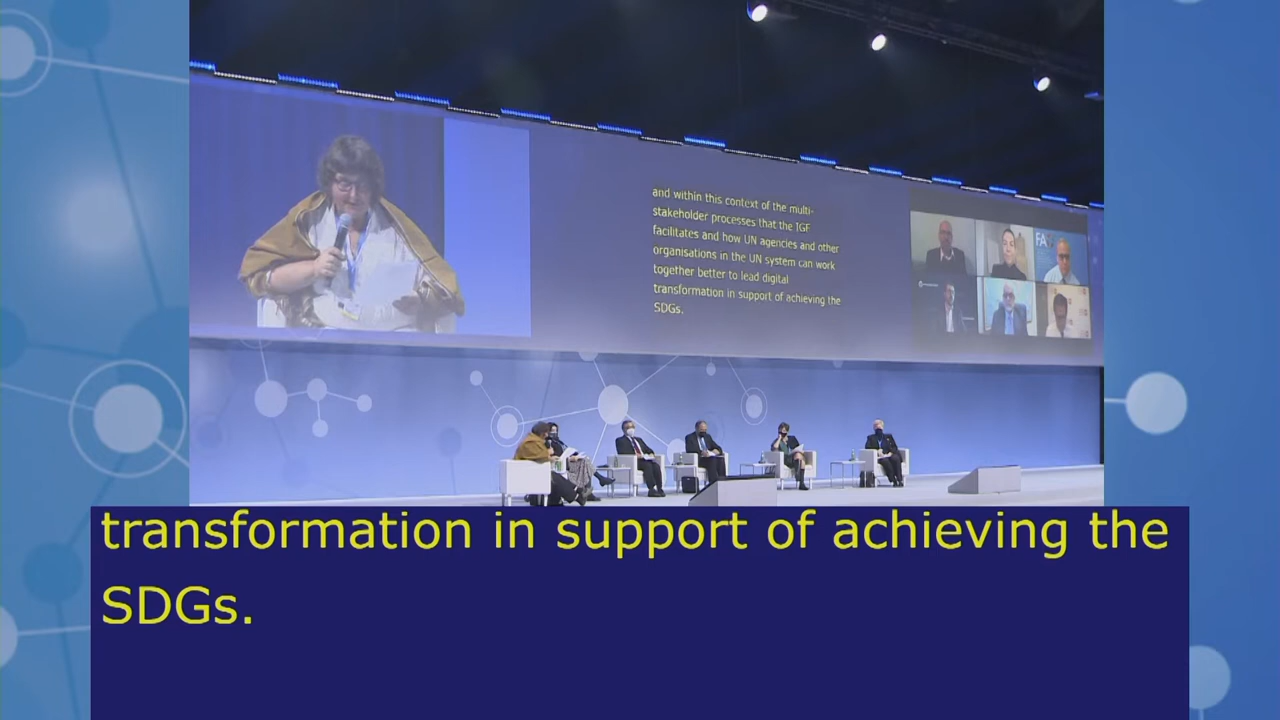 and within this context of the multi-
stakeholder processes that the IGF
facilitates and how UN agencies and other
organisations in the UN system can work
together better to lead digital
transformation in support of achieving the
SDGs.
FA
transformation in support of achieving the
SDGs.